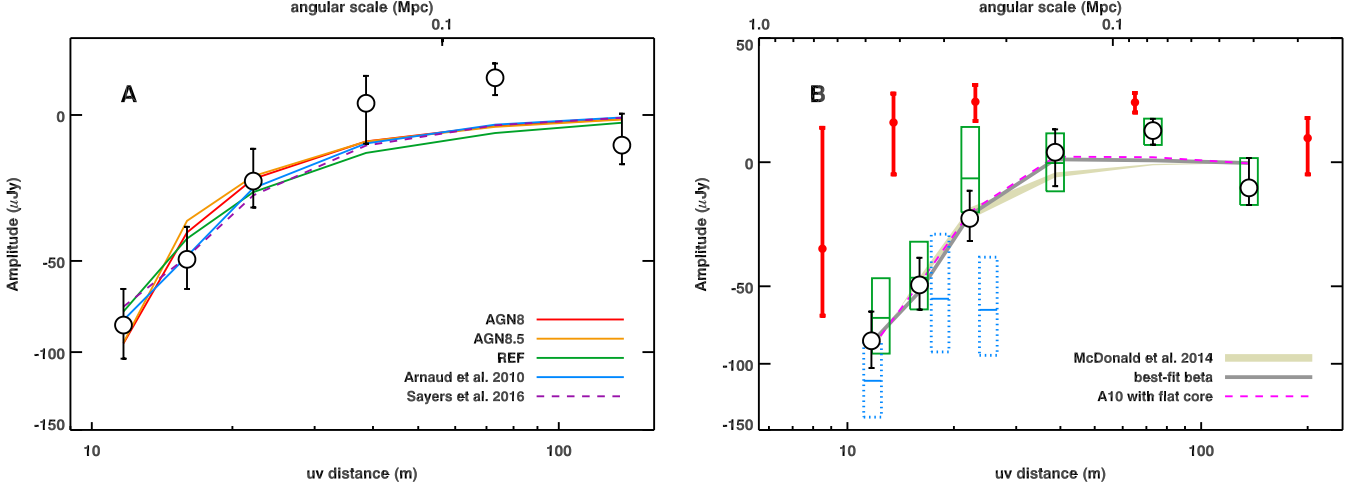 angular scale (Mpc)
0.1
A
0
-50
-100
-150
Amplitude (μJy)
AGN8
AGN8.5
REF
Arnaud et al. 2010
Sayers et al. 2016
10
100
uv distance (m)
angular scale (Mpc)
1.0
0.1
50
B
0
-50
-100
-150
Amplitude (μJy)
McDonald et al. 2014
best-fit beta
A10 with flat core
10
100
uv distance (m)